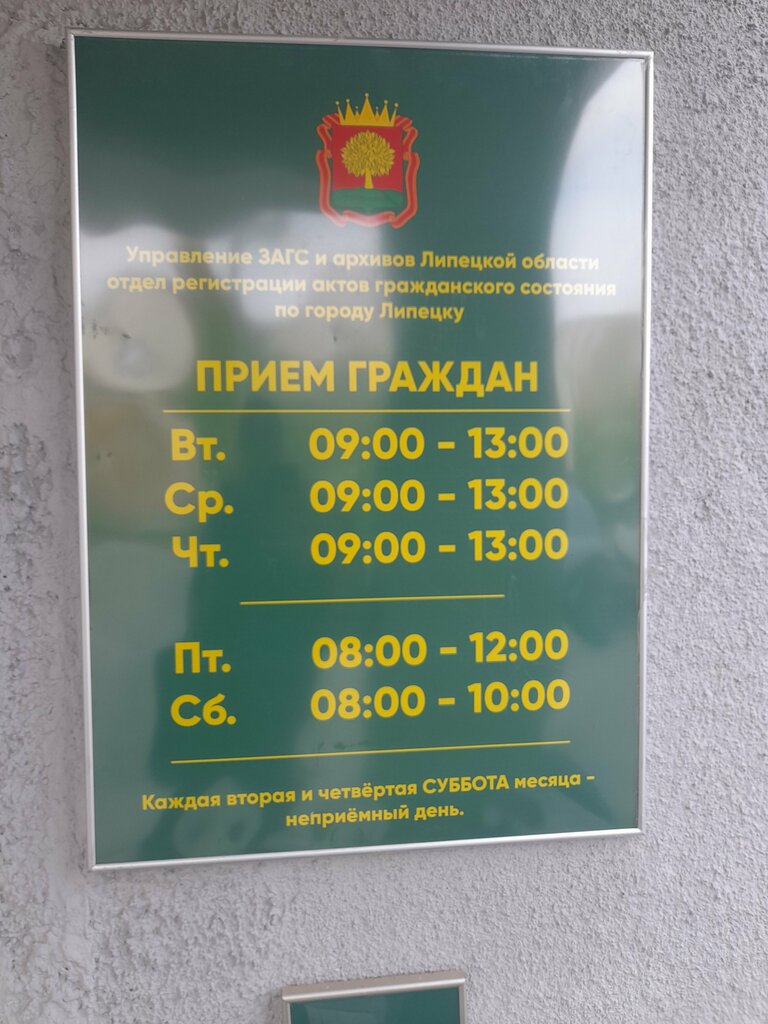 Управление ЗАГС и архивов Липецкой области
отдел регистрации актов гражданского состояния
по городу Липецку
ПРИЕМ ГРАЖДАН
Вт. 09:00 - 13:00
Ср. 09:00 - 13:00
Чт. 09:00 - 13:00
Пт. 08:00 - 12:00
Сб. 08:00 - 10:00
Каждая вторая и четвёртая СУББОТА месяца -
неприёмный день.